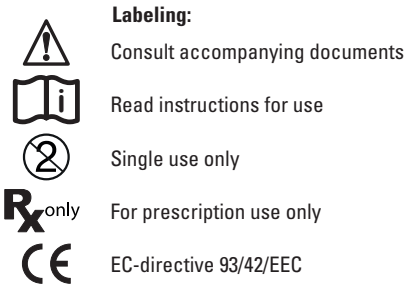 Labeling:
Consult accompanying documents
i Read instructions for use
2 Single use only
Rx only For prescription use only
CE EC-directive 93/42/EEC